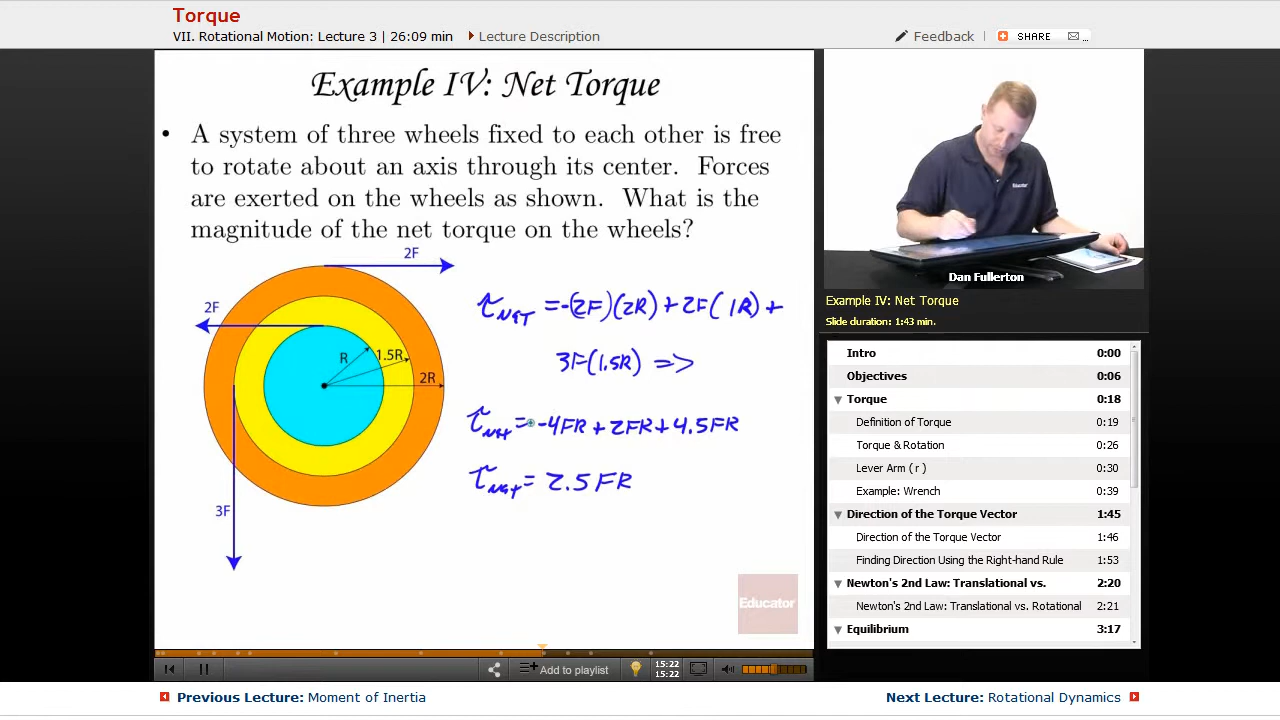 Torque
VII. Rotational Motion: Lecture 3 | 26:09 min
Lecture Description
Feedback
SHARE
Example IV: Net Torque
• A system of three wheels fixed to each other is free
to rotate about an axis through its center. Forces
are exerted on the wheels as shown. What is the
magnitude of the net torque on the wheels?
2F
2F
R
1.5R
2R
3F
τNET = -(2F)(2R) + 2F(1R) +
3F(1.5R) =>
τNet = -4FR + 2FR + 4.5FR
τNet = 2.5FR
Educator
Educator
Dan Fullerton
Example IV: Net Torque
Slide duration: 1:43 min.
Intro 0:00
Objectives 0:06
Torque 0:18
Definition of Torque 0:19
Torque & Rotation 0:26
Lever Arm ( r ) 0:30
Example: Wrench 0:39
Direction of the Torque Vector 1:45
Direction of the Torque Vector 1:46
Finding Direction Using the Right-hand Rule 1:53
Newton's 2nd Law: Translational vs. 2:20
Newton's 2nd Law: Translational vs. Rotational 2:21
Equilibrium 3:17
Add to playlist
15:22
15:22
Previous Lecture: Moment of Inertia
Next Lecture: Rotational Dynamics